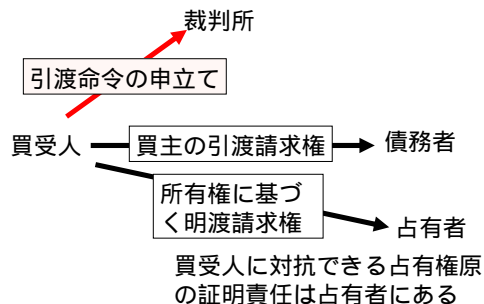 裁判所
引渡命令の申立て
買受人
買主の引渡請求権
債務者
所有権に基づ
く明渡請求権
占有者
買受人に対抗できる占有権原
の証明責任は占有者にある